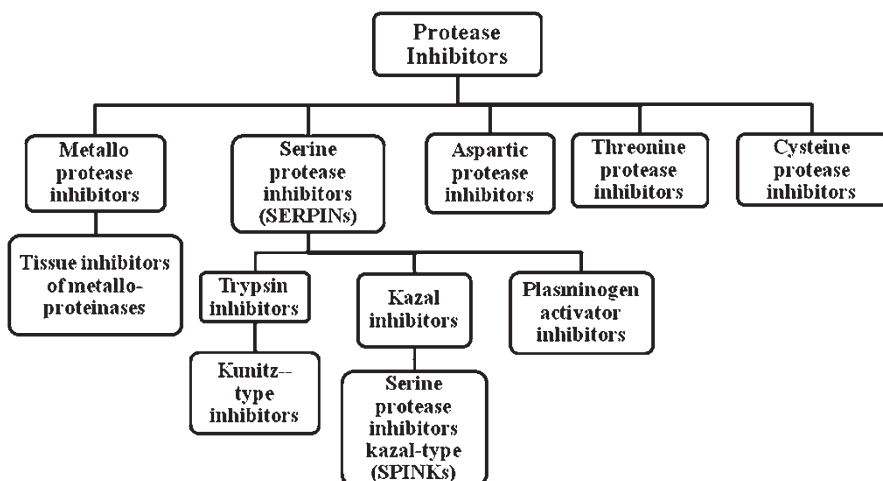 Protease
Inhibitors
Metallo
protease
inhibitors
Serine
protease
inhibitors
(SERPINs)
Aspartic
protease
inhibitors
Threonine
protease
inhibitors
Cysteine
protease
inhibitors
Tissue inhibitors
of metallo-
proteinases
Trypsin
inhibitors
Kazal
inhibitors
Plasminogen
activator
inhibitors
Kunitz--
type
inhibitors
Serine
protease
inhibitors
kazal-type
(SPINKs)